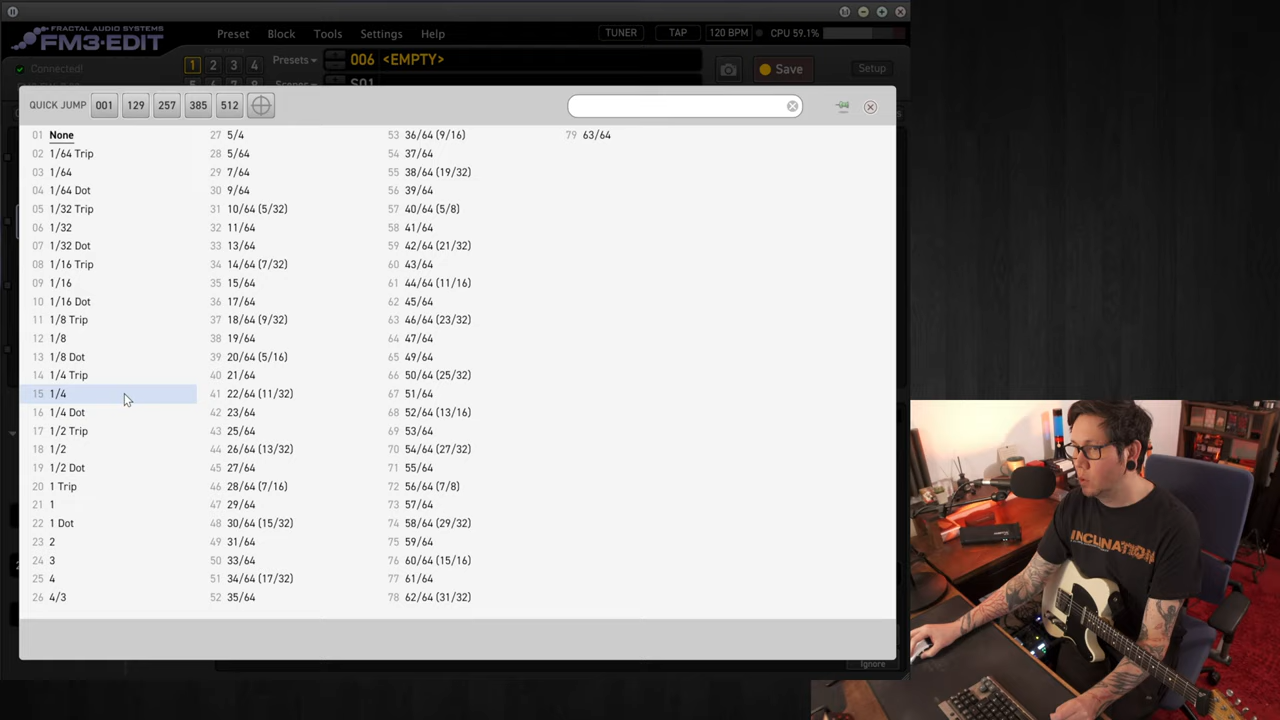 FRACTAL AUDIO SYSTEMS
FM3-EDIT
Preset Block Tools Settings Help
TUNER TAP 120 BPM CPU 59.1%
Connected!
1 2 3 4 Presets 006 <EMPTY> Save Setup
QUICK JUMP 001 129 257 385 512
01 None
02 1/64 Trip
03 1/64
04 1/64 Dot
05 1/32 Trip
06 1/32
07 1/32 Dot
08 1/16 Trip
09 1/16
10 1/16 Dot
11 1/8 Trip
12 1/8
13 1/8 Dot
14 1/4 Trip
15 1/4
16 1/4 Dot
17 1/2 Trip
18 1/2
19 1/2 Dot
20 1 Trip
21 1
22 1 Dot
23 2
24 3
25 4
26 4/3
27 5/4
28 5/64
29 7/64
30 9/64
31 10/64 (5/32)
32 11/64
33 13/64
34 14/64 (7/32)
35 15/64
36 17/64
37 18/64 (9/32)
38 19/64
39 20/64 (5/16)
40 21/64
41 22/64 (11/32)
42 23/64
43 25/64
44 26/64 (13/32)
45 27/64
46 28/64 (7/16)
47 29/64
48 30/64 (15/32)
49 31/64
50 33/64
51 34/64 (17/32)
52 35/64
53 36/64 (9/16)
54 37/64
55 38/64 (19/32)
56 39/64
57 40/64 (5/8)
58 41/64
59 42/64 (21/32)
60 43/64
61 44/64 (11/16)
62 45/64
63 46/64 (23/32)
64 47/64
65 49/64
66 50/64 (25/32)
67 51/64
68 52/64 (13/16)
69 53/64
70 54/64 (27/32)
71 55/64
72 56/64 (7/8)
73 57/64
74 58/64 (29/32)
75 59/64
76 60/64 (15/16)
77 61/64
78 62/64 (31/32)
79 63/64
Ignore